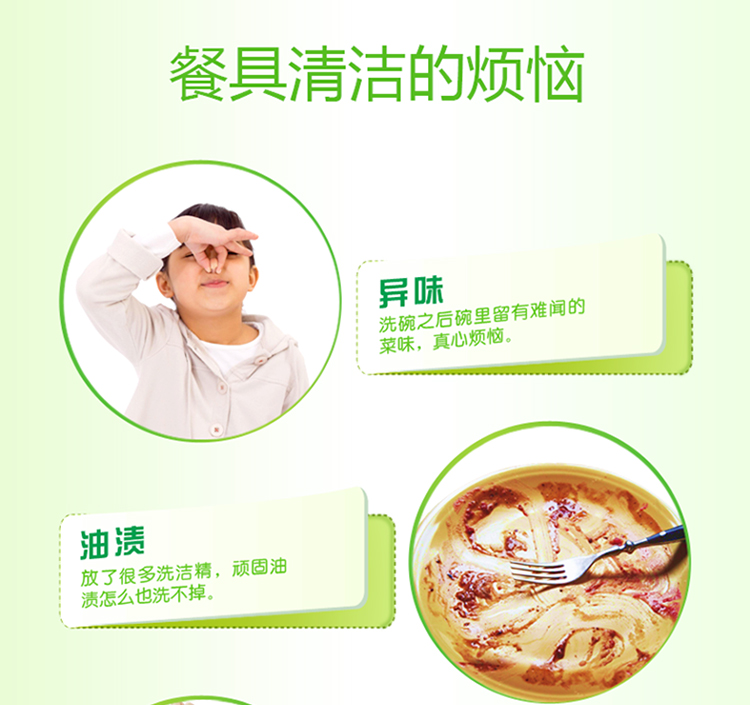 餐具清洁的烦恼
异味
洗碗之后碗里留有难闻的
菜味，真心烦恼。
油渍
放了很多洗洁精，顽固油
渍怎么也洗不掉。